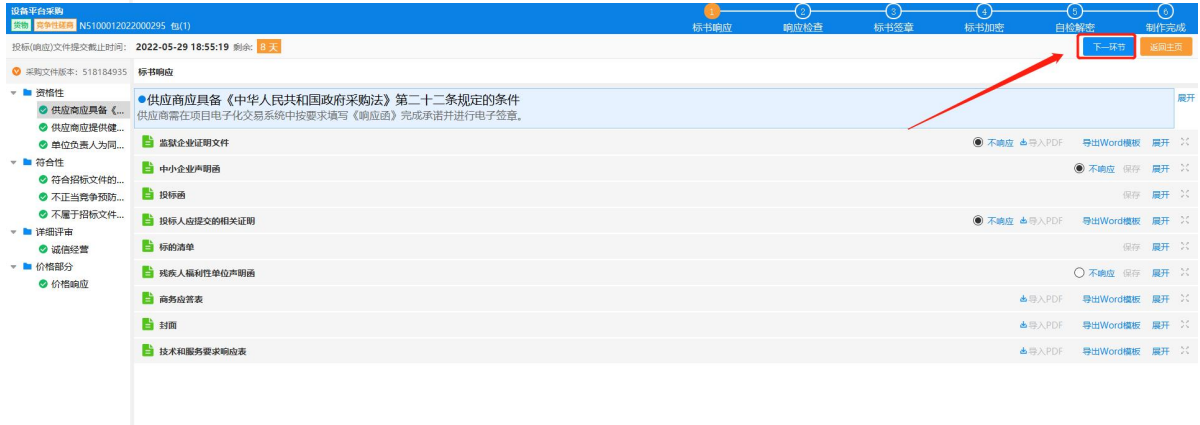 设备平台采购
货物 竞争性磋商 N5100012022000295 包(1)
1 2 3 4 5 6
标书响应 响应检查 标书签章 标书加密 自检解密 制作完成
投标(响应)文件提交截止时间: 2022-05-29 18:55:19 剩余: 8 天 下一环节 返回主页
采购文件版本: 518184935 标书响应
资格性
供应商应具备《...
供应商提供健...
单位负责人为同...
符合性
符合招标文件的...
不正当竞争预防...
不属于招标文件...
详细评审
诚信经营
价格部分
价格响应
供应商应具备《中华人民共和国政府采购法》第二十二条规定的条件 展开
供应商需在项目电子化交易系统中按要求填写《响应函》完成承诺并进行电子签章。
监狱企业证明文件 不响应 导入PDF 导出Word模板 展开
中小企业声明函 不响应 保存 展开
投标函 保存 展开
投标人应提交的相关证明 不响应 导入PDF 导出Word模板 展开
标的清单 保存 展开
残疾人福利性单位声明函 不响应 保存 展开
商务应答表 导入PDF 导出Word模板 展开
封面 导入PDF 导出Word模板 展开
技术和服务要求响应表 导入PDF 导出Word模板 展开